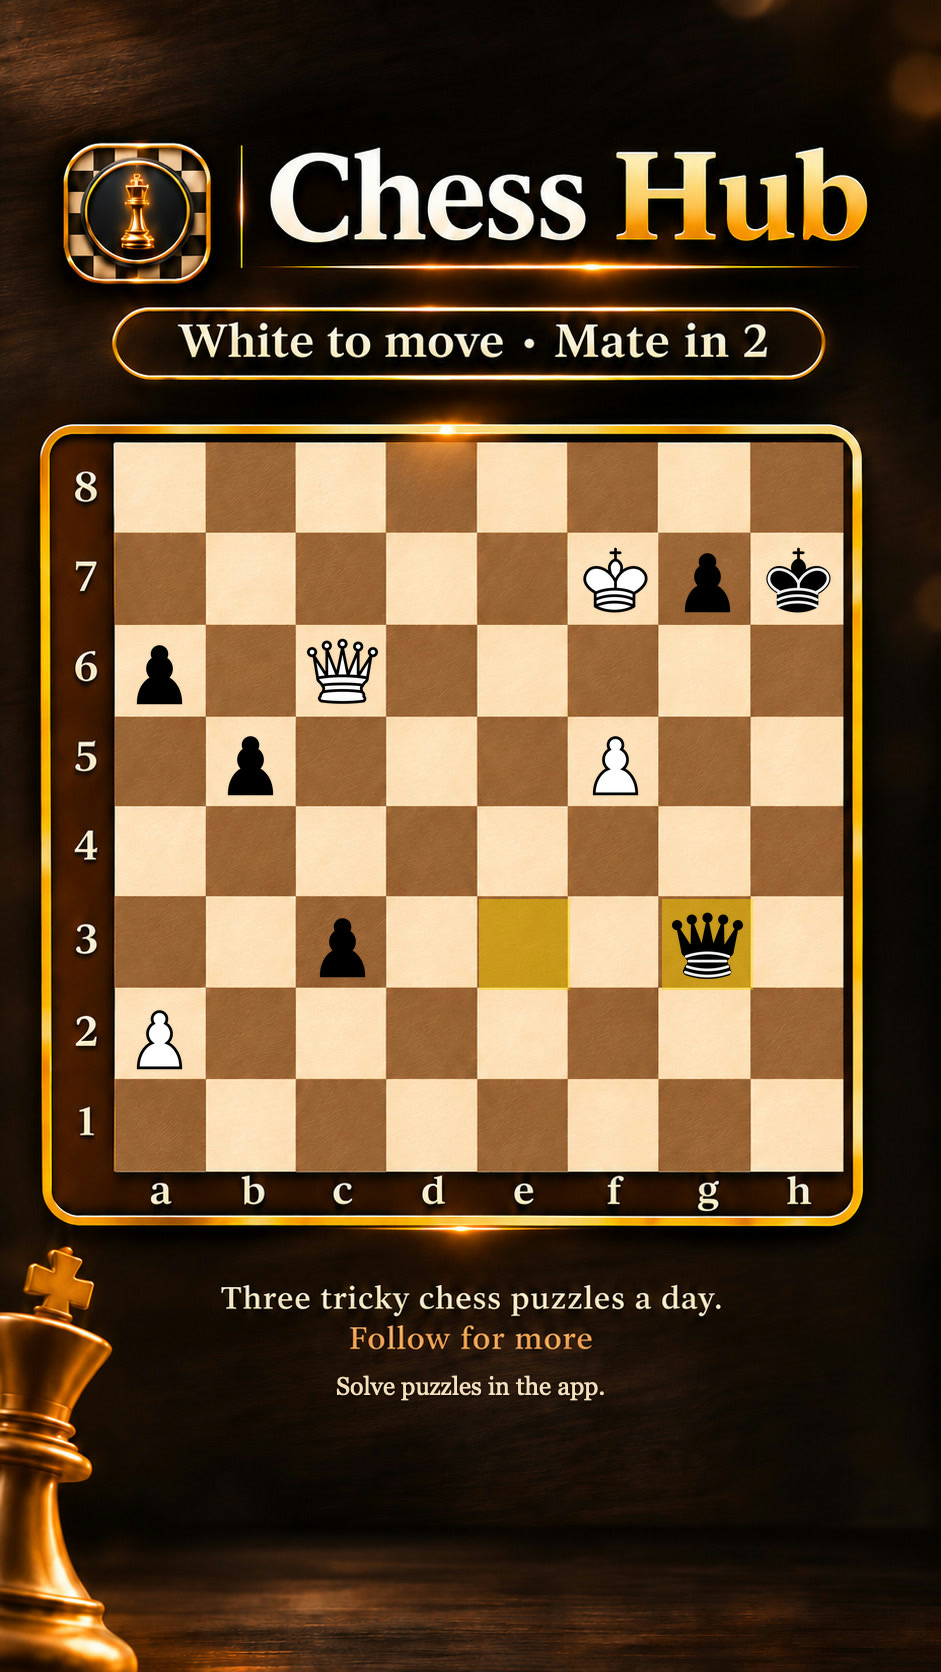 Chess Hub
White to move • Mate in 2
8
7
6
5
4
3
2
1
a b c d e f g h
Three tricky chess puzzles a day.
Follow for more
Solve puzzles in the app.